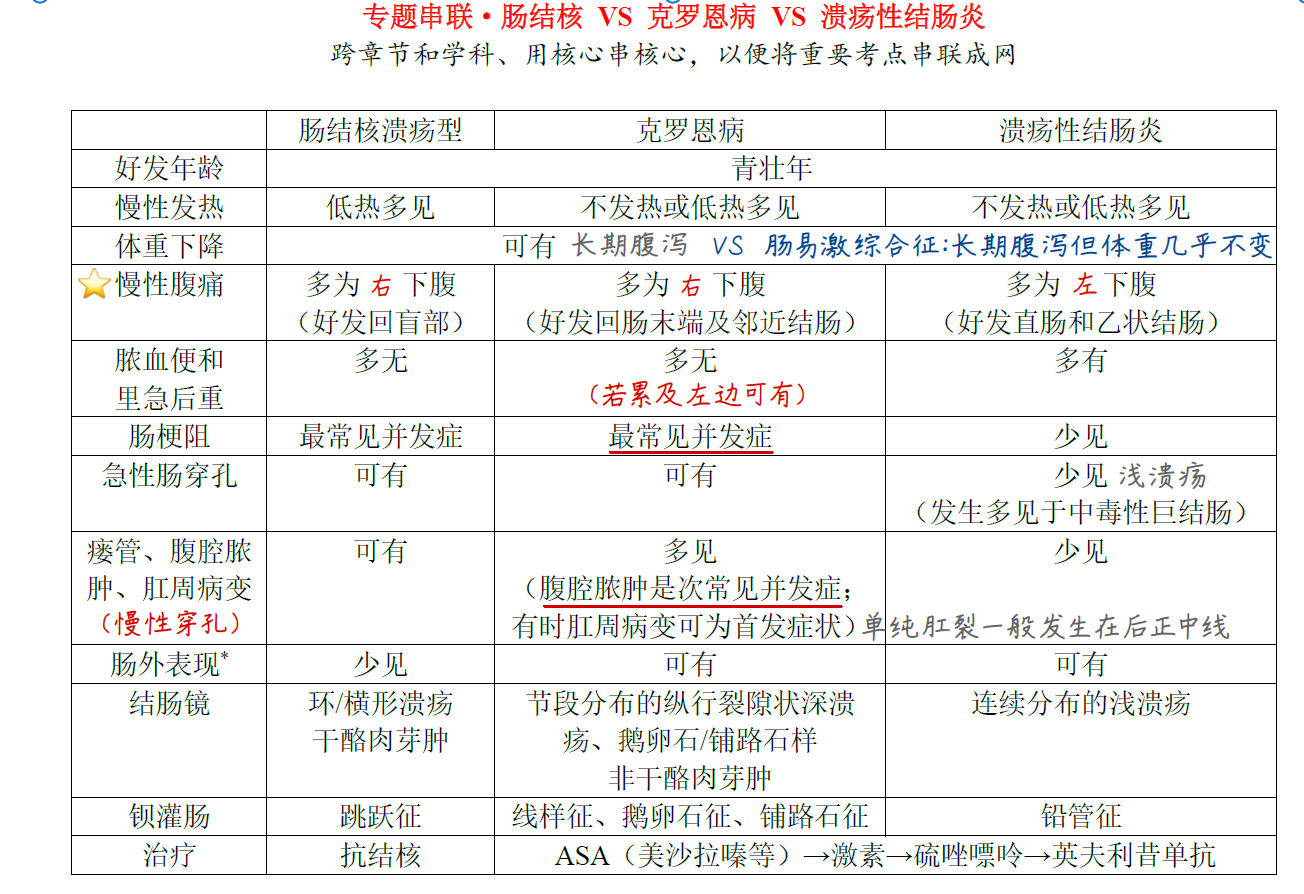 专题串联·肠结核 VS 克罗恩病 VS 溃疡性结肠炎
跨章节和学科、用核心串核心，以便将重要考点串联成网
肠结核溃疡型 克罗恩病 溃疡性结肠炎
好发年龄 青壮年
慢性发热 低热多见 不发热或低热多见 不发热或低热多见
体重下降 可有 长期腹泻 VS 肠易激综合征:长期腹泻但体重几乎不变
慢性腹痛 多为 右 下腹 多为 右 下腹 多为 左 下腹
（好发回盲部） （好发回肠末端及邻近结肠） （好发直肠和乙状结肠）
脓血便和 多无 多无 多有
里急后重 （若累及左边可有）
肠梗阻 最常见并发症 最常见并发症 少见
急性肠穿孔 可有 可有 少见 浅溃疡
（发生多见于中毒性巨结肠）
瘘管、腹腔脓 可有 多见 少见
肿、肛周病变 （腹腔脓肿是次常见并发症；
（慢性穿孔） 有时肛周病变可为首发症状） 单纯肛裂一般发生在后正中线
肠外表现* 少见 可有 可有
结肠镜 环/横形溃疡 节段分布的纵行裂隙状深溃 连续分布的浅溃疡
干酪肉芽肿 疡、鹅卵石/铺路石样
非干酪肉芽肿
钡灌肠 跳跃征 线样征、鹅卵石征、铺路石征 铅管征
治疗 抗结核 ASA（美沙拉嗪等）→激素→硫唑嘌呤→英夫利昔单抗